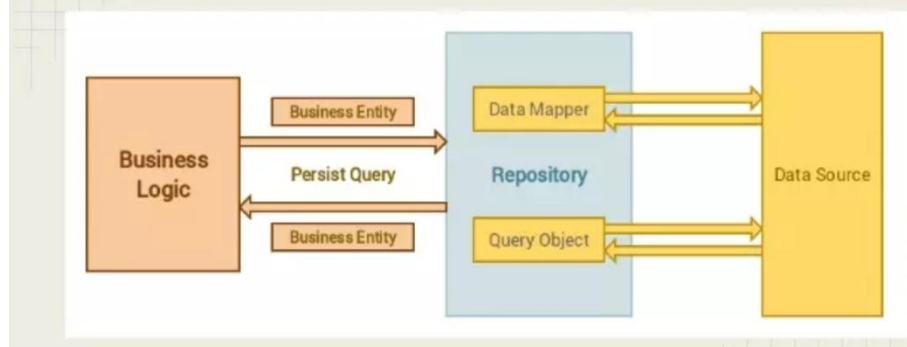 Business
Logic
Business Entity
Persist Query
Business Entity
Data Mapper
Repository
Query Object
Data Source